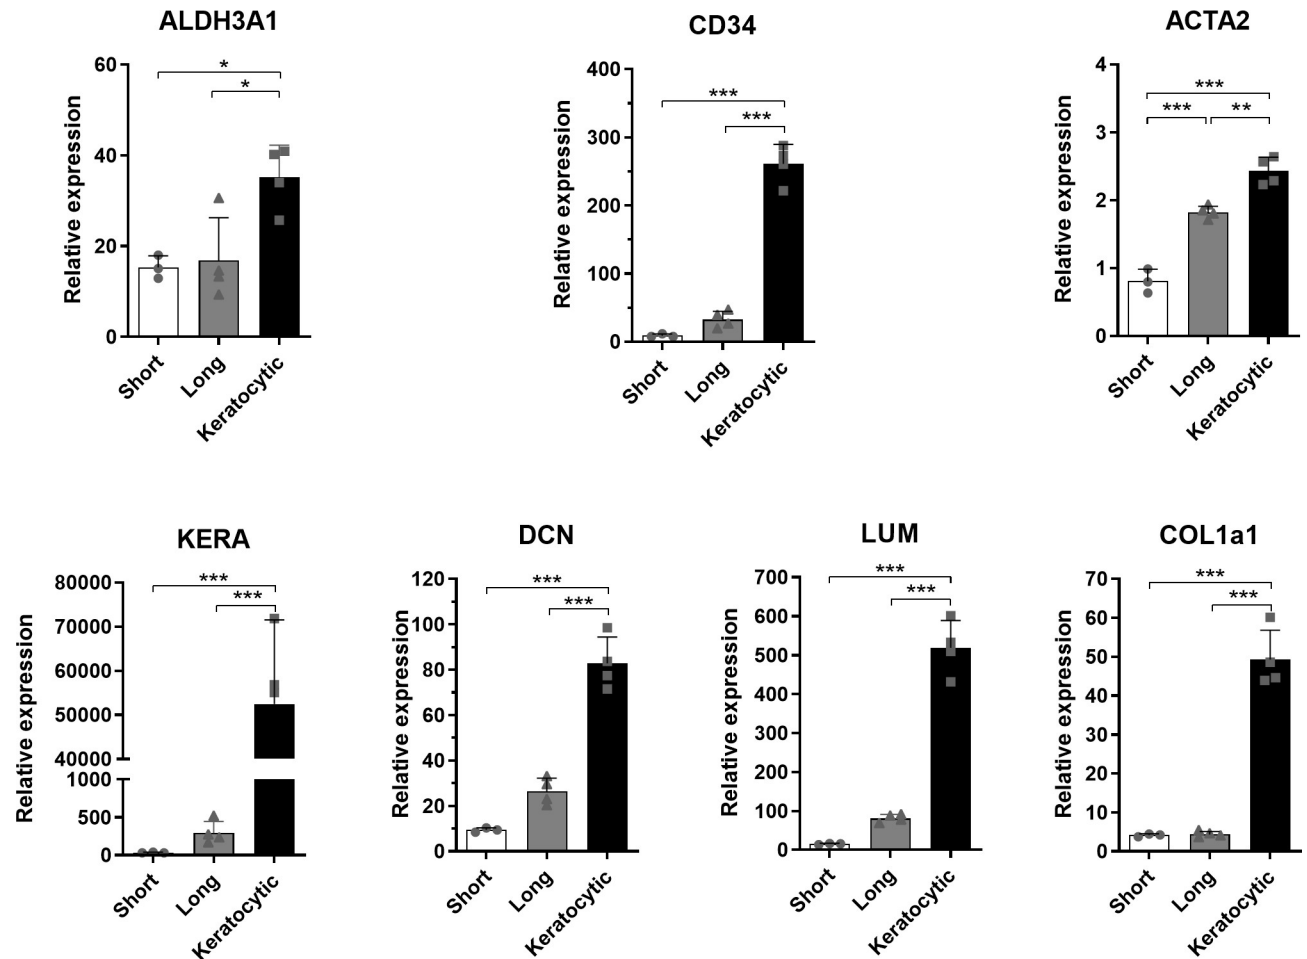 ALDH3A1
Relative expression
60
40
20
0
*
*
Short
Long
Keratocytic
CD34
Relative expression
400
300
200
100
0
***
***
Short
Long
Keratocytic
ACTA2
Relative expression
4
3
2
1
0
***
***
**
Short
Long
Keratocytic
KERA
Relative expression
80000
70000
60000
50000
40000
1000
500
0
***
***
Short
Long
Keratocytic
DCN
Relative expression
120
100
80
60
40
20
0
***
***
Short
Long
Keratocytic
LUM
Relative expression
700
600
500
400
300
200
100
0
***
***
Short
Long
Keratocytic
COL1a1
Relative expression
70
60
50
40
30
20
10
0
***
***
Short
Long
Keratocytic